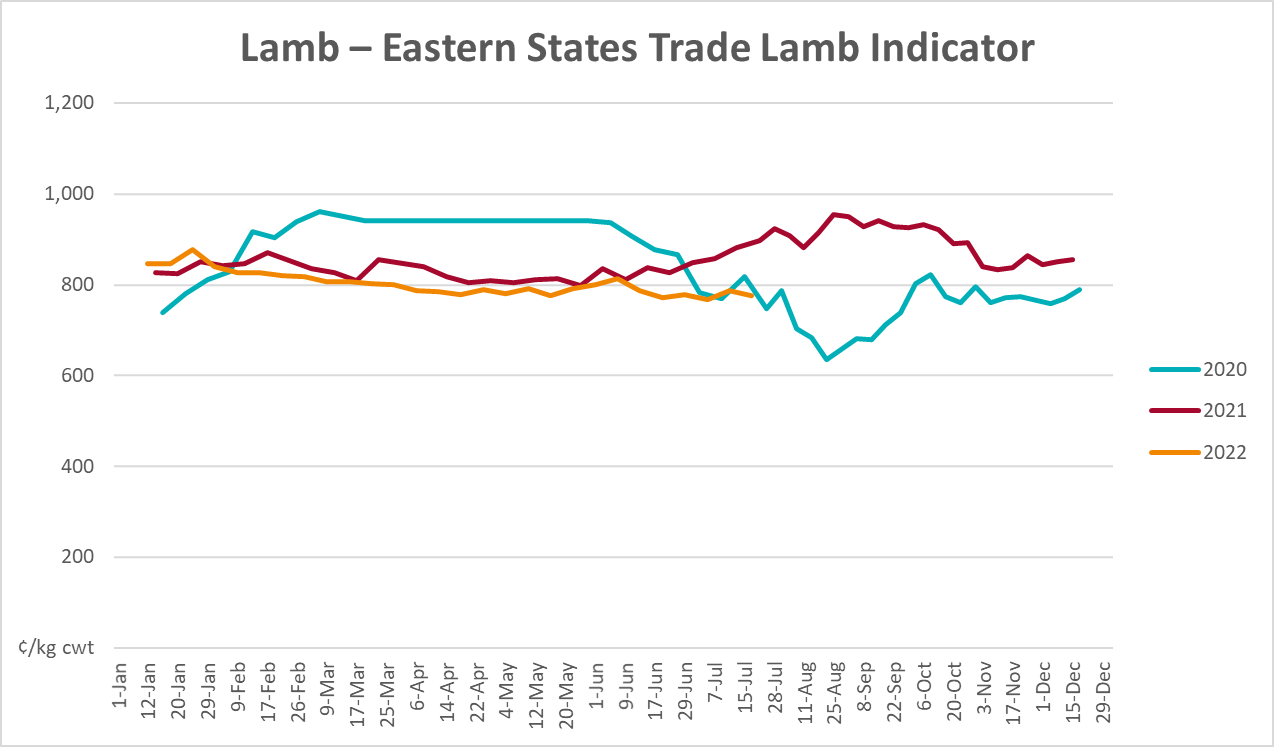 Lamb – Eastern States Trade Lamb Indicator
1,200
1,000
800
600
400
200
¢/kg cwt
1-Jan
12-Jan
20-Jan
29-Jan
9-Feb
17-Feb
26-Feb
9-Mar
17-Mar
25-Mar
6-Apr
14-Apr
22-Apr
4-May
12-May
20-May
1-Jun
9-Jun
17-Jun
29-Jun
7-Jul
15-Jul
28-Jul
11-Aug
25-Aug
8-Sep
22-Sep
6-Oct
20-Oct
3-Nov
17-Nov
1-Dec
15-Dec
29-Dec
2020
2021
2022